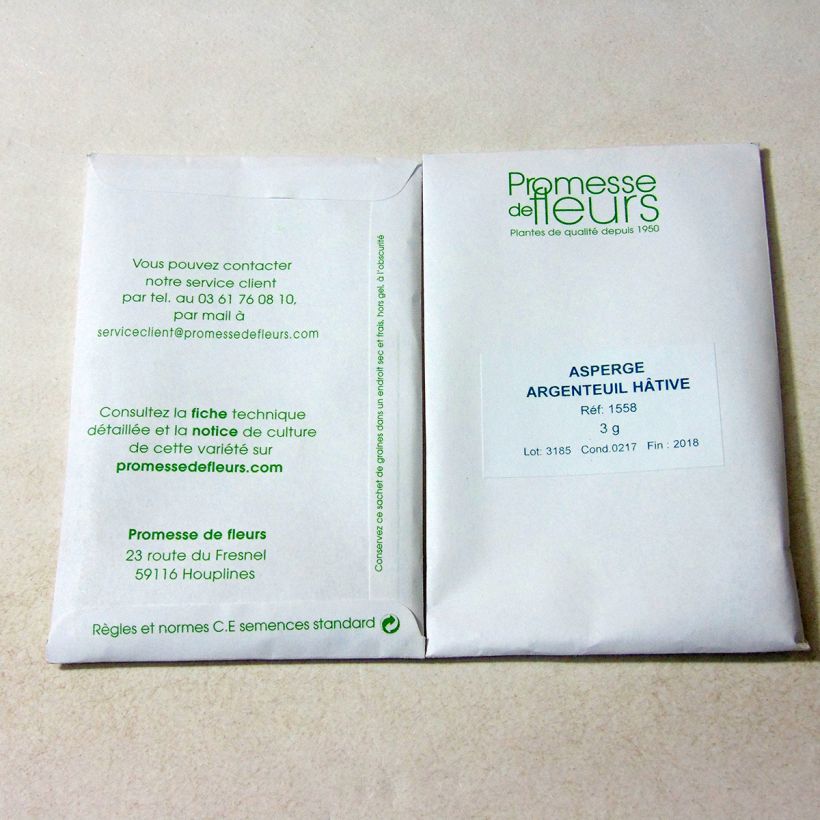 Vous pouvez contacter
notre service client
par tel. au 03 61 76 08 10,
par mail à
serviceclient@promessedefleurs.com
Consultez la fiche technique
détaillée et la notice de culture
de cette variété sur
promessedefleurs.com
Promesse de fleurs
23 route du Fresnel
59116 Houplines
Règles et normes C.E semences standard
Conservez ce sachet de graines dans un endroit sec et frais, hors gel, à l'obscurité
Promesse
de fleurs
Plantes de qualité depuis 1950
ASPERGE
ARGENTEUIL HÂTIVE
Réf: 1558
3 g
Lot: 3185 Cond.0217 Fin : 2018